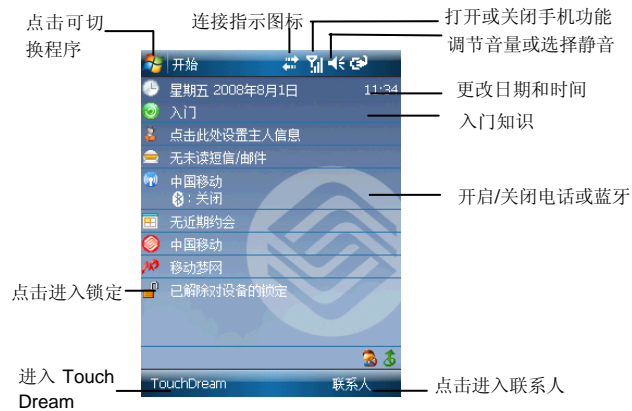 点击可切
换程序
连接指示图标
打开或关闭手机功能
调节音量或选择静音
开始
星期五 2008年8月1日
11:34
更改日期和时间
入门
入门知识
点击此处设置主人信息
无未读短信/邮件
中国移动
：关闭
开启/关闭电话或蓝牙
无近期约会
中国移动
移动梦网
点击进入锁定
已解除对设备的锁定
进入 Touch
Dream
TouchDream
联系人
点击进入联系人